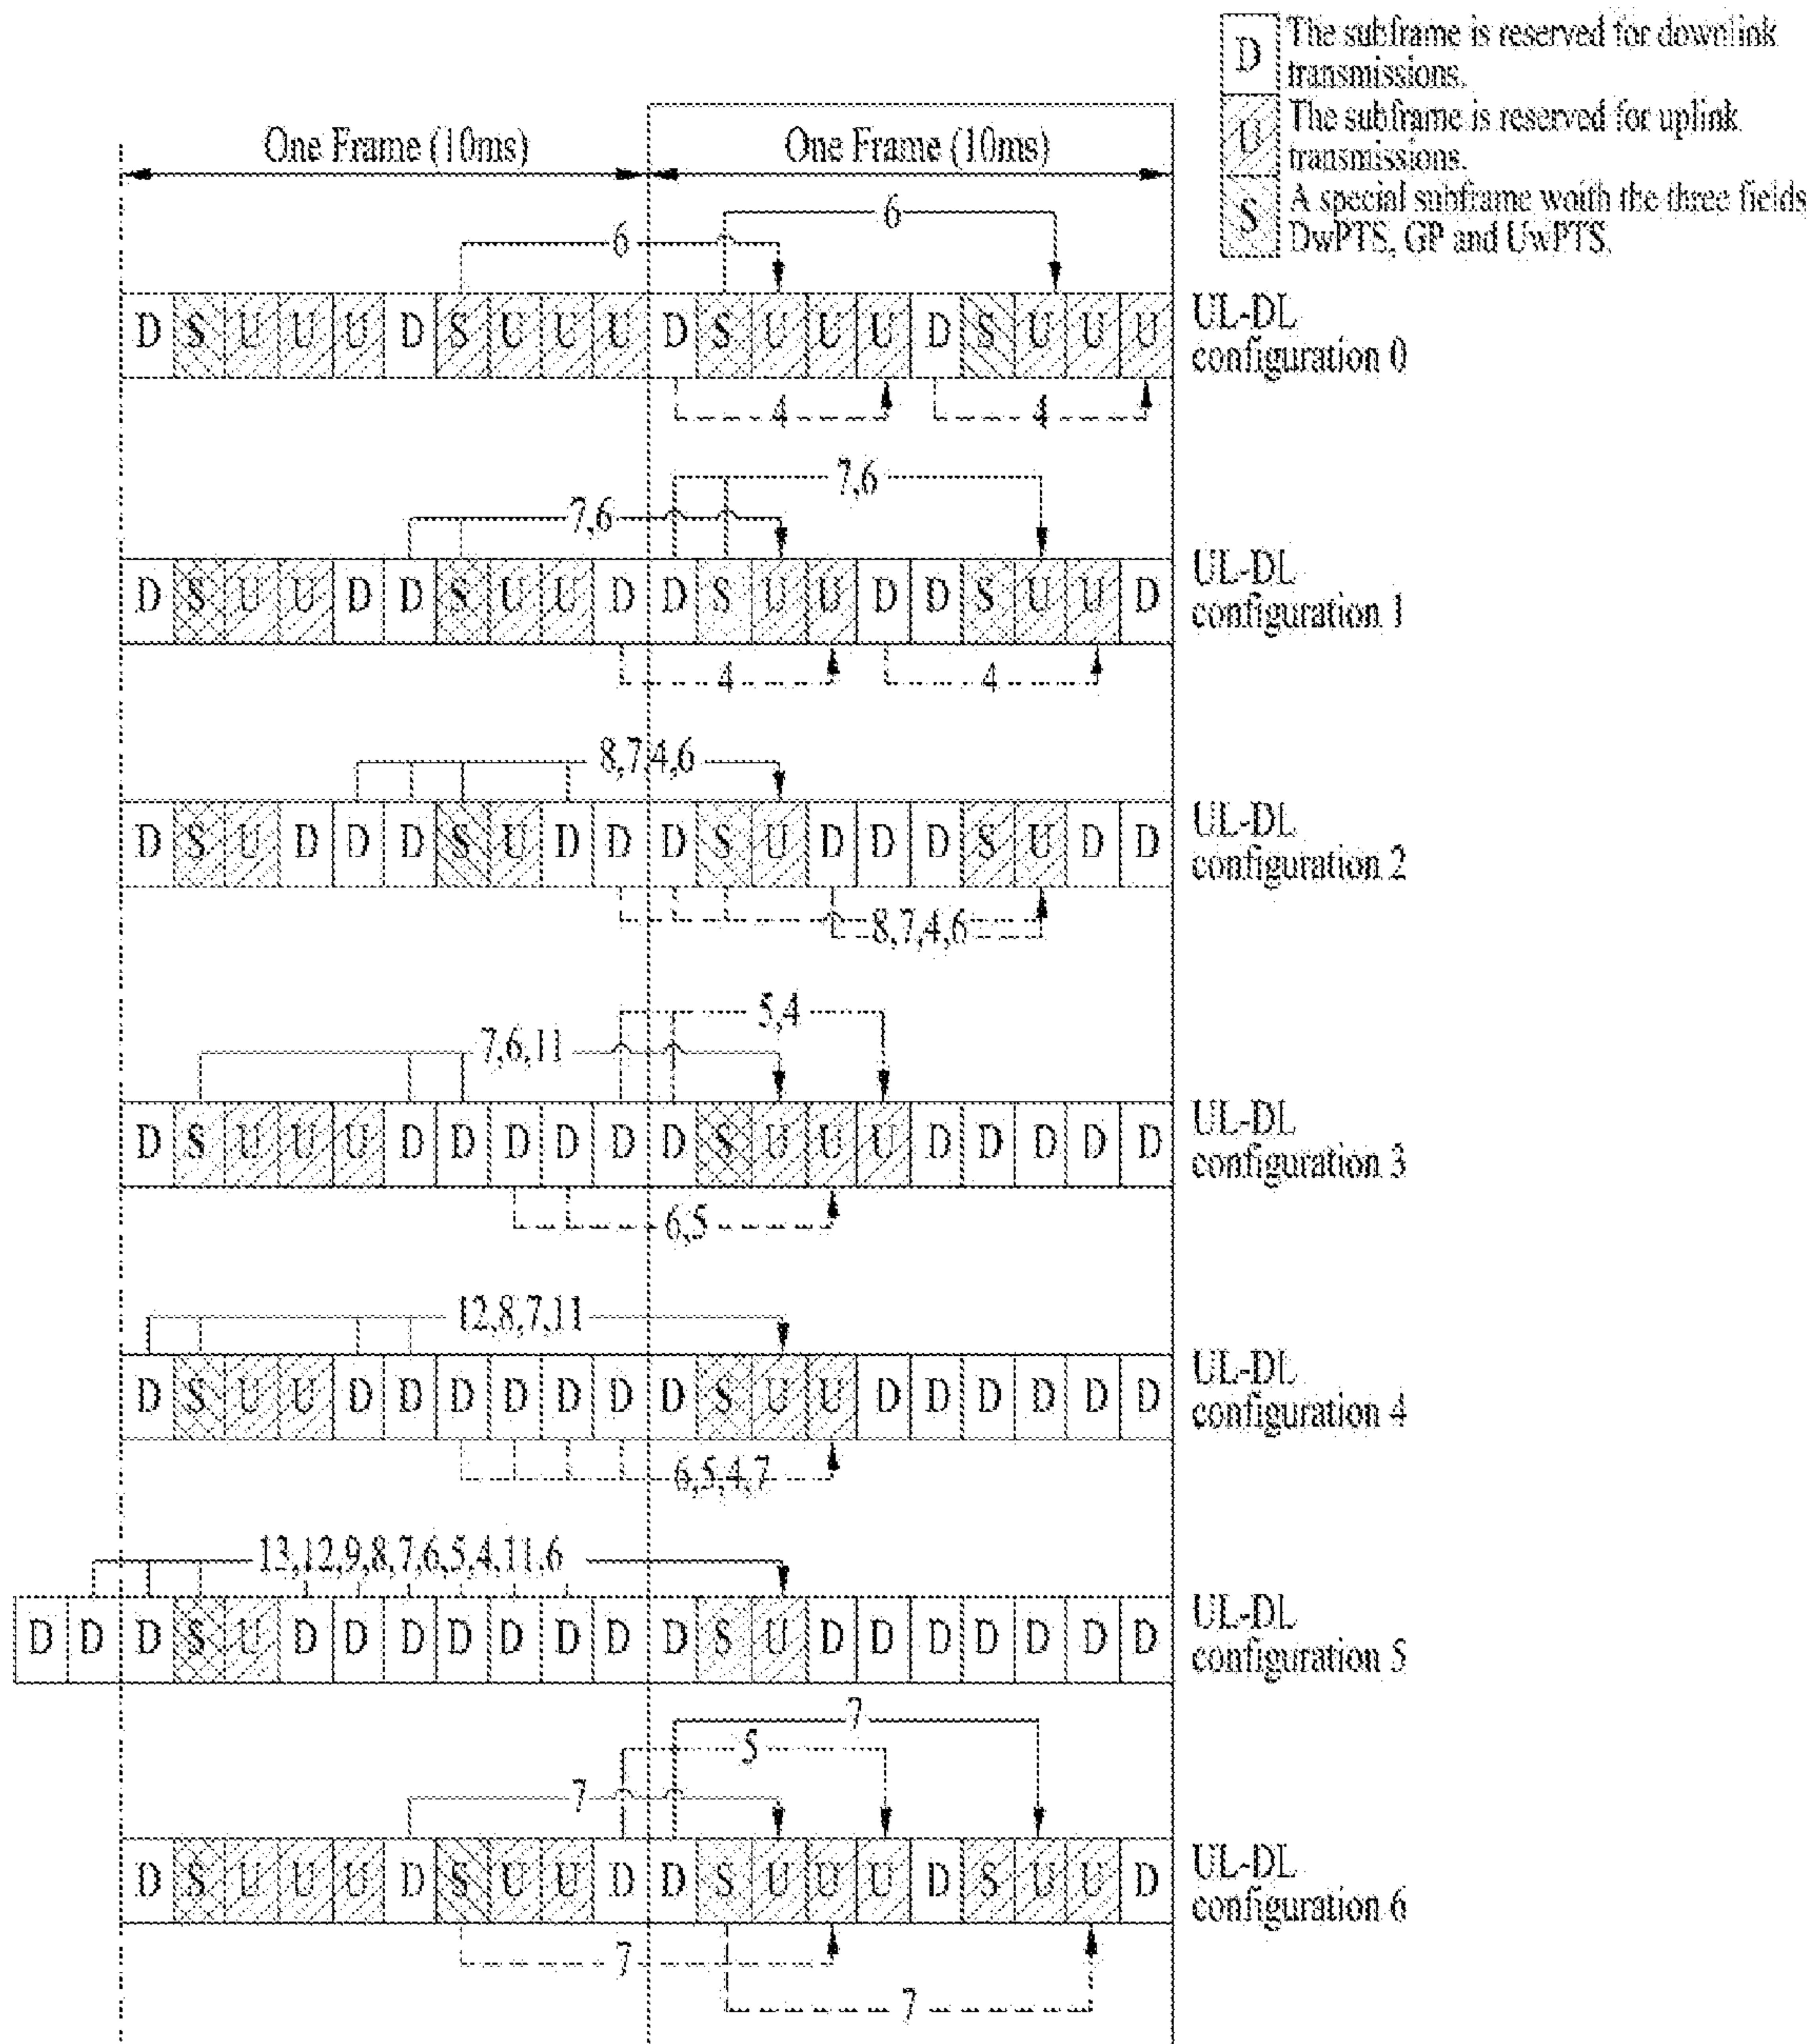 D The subframe is reserved for downlink
transmissions.
U The subframe is reserved for uplink
transmissions.
S A special subframe woith the three fields
DwPTS, GP and UwPTS.
One Frame (10ms) One Frame (10ms)
6
6
D S U U U D S U U U D S U U U D S U U U
UL-DL
configuration 0
4 4
7,6
7,6
D S U U D D S U U D D S U U D D S U U D
UL-DL
configuration 1
4 4
8,7,4,6
D S U D D D S U D D D S U D D D S U D D
UL-DL
configuration 2
8,7,4,6
5,4
7,6,11
D S U U U D D D D D D S U U U D D D D D
UL-DL
configuration 3
6,5
12,8,7,11
D S U U D D D D D D D S U U D D D D D D
UL-DL
configuration 4
6,5,4,7
13,12,9,8,7,6,5,4,11,6
D D D S U D D D D D D D D S U D D D D D D D
UL-DL
configuration 5
7
5
7
D S U U U D S U U D D S U U U D S U U D
UL-DL
configuration 6
7
7